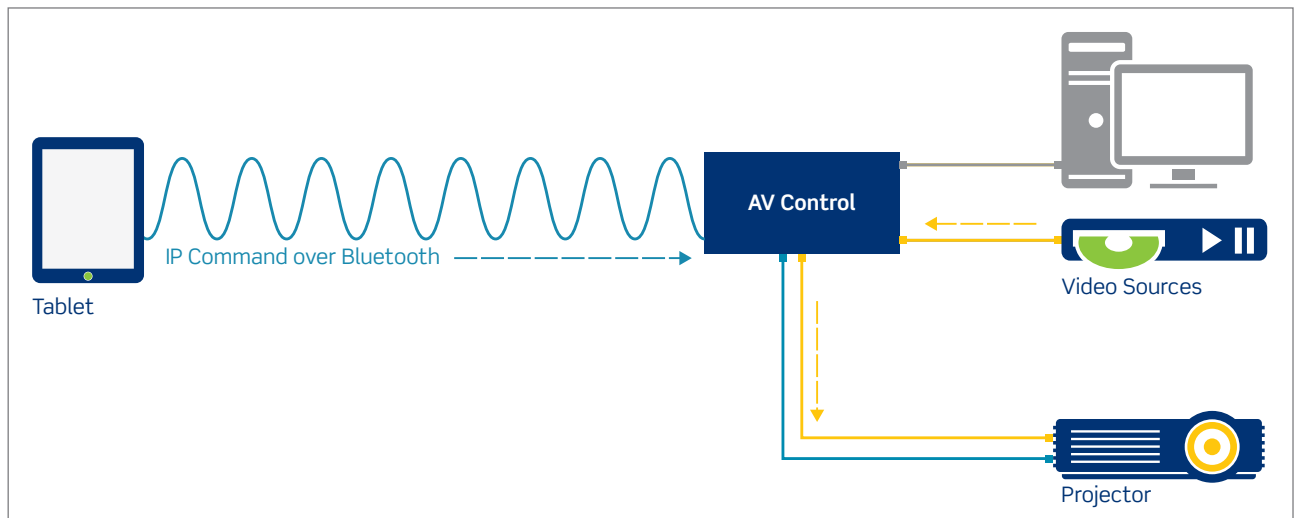 AV Control
IP Command over Bluetooth
Tablet
Video Sources
Projector